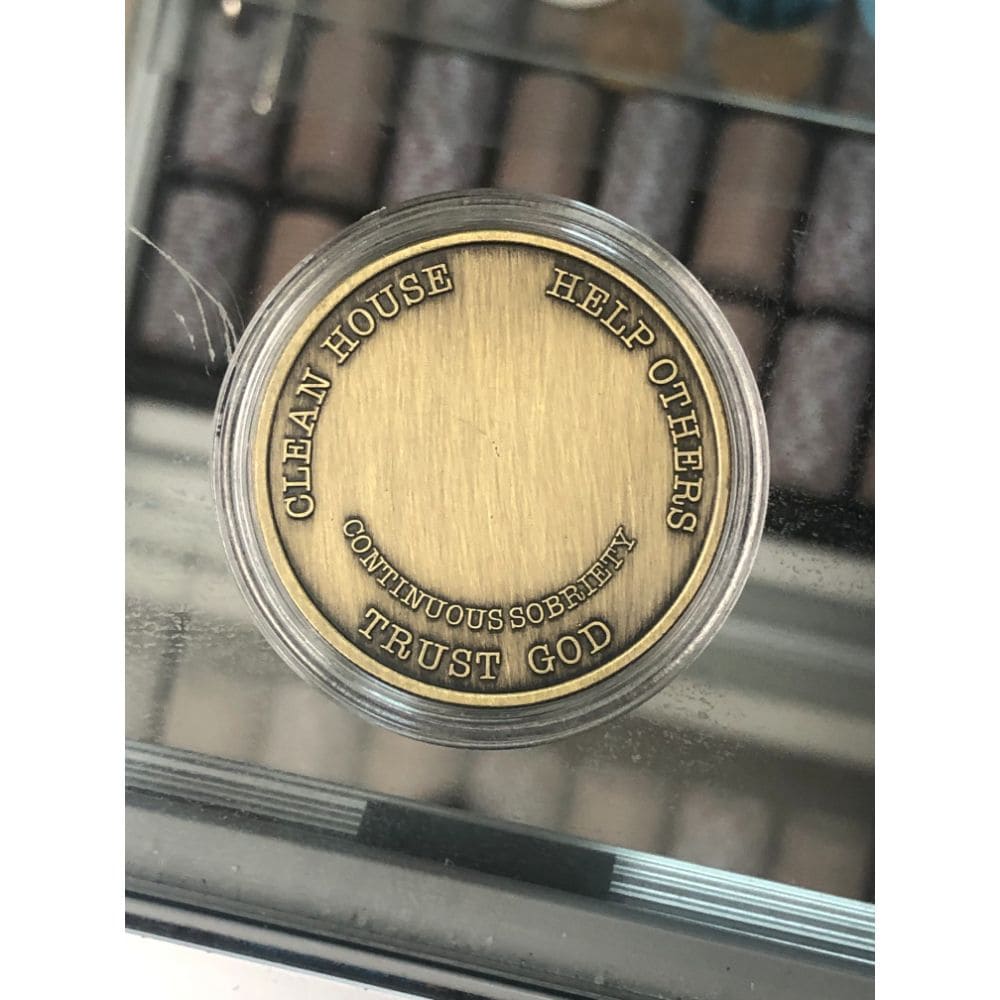 CLEAN HOUSE
HELP OTHERS
CONTINUOUS SOBRIETY
TRUST GOD